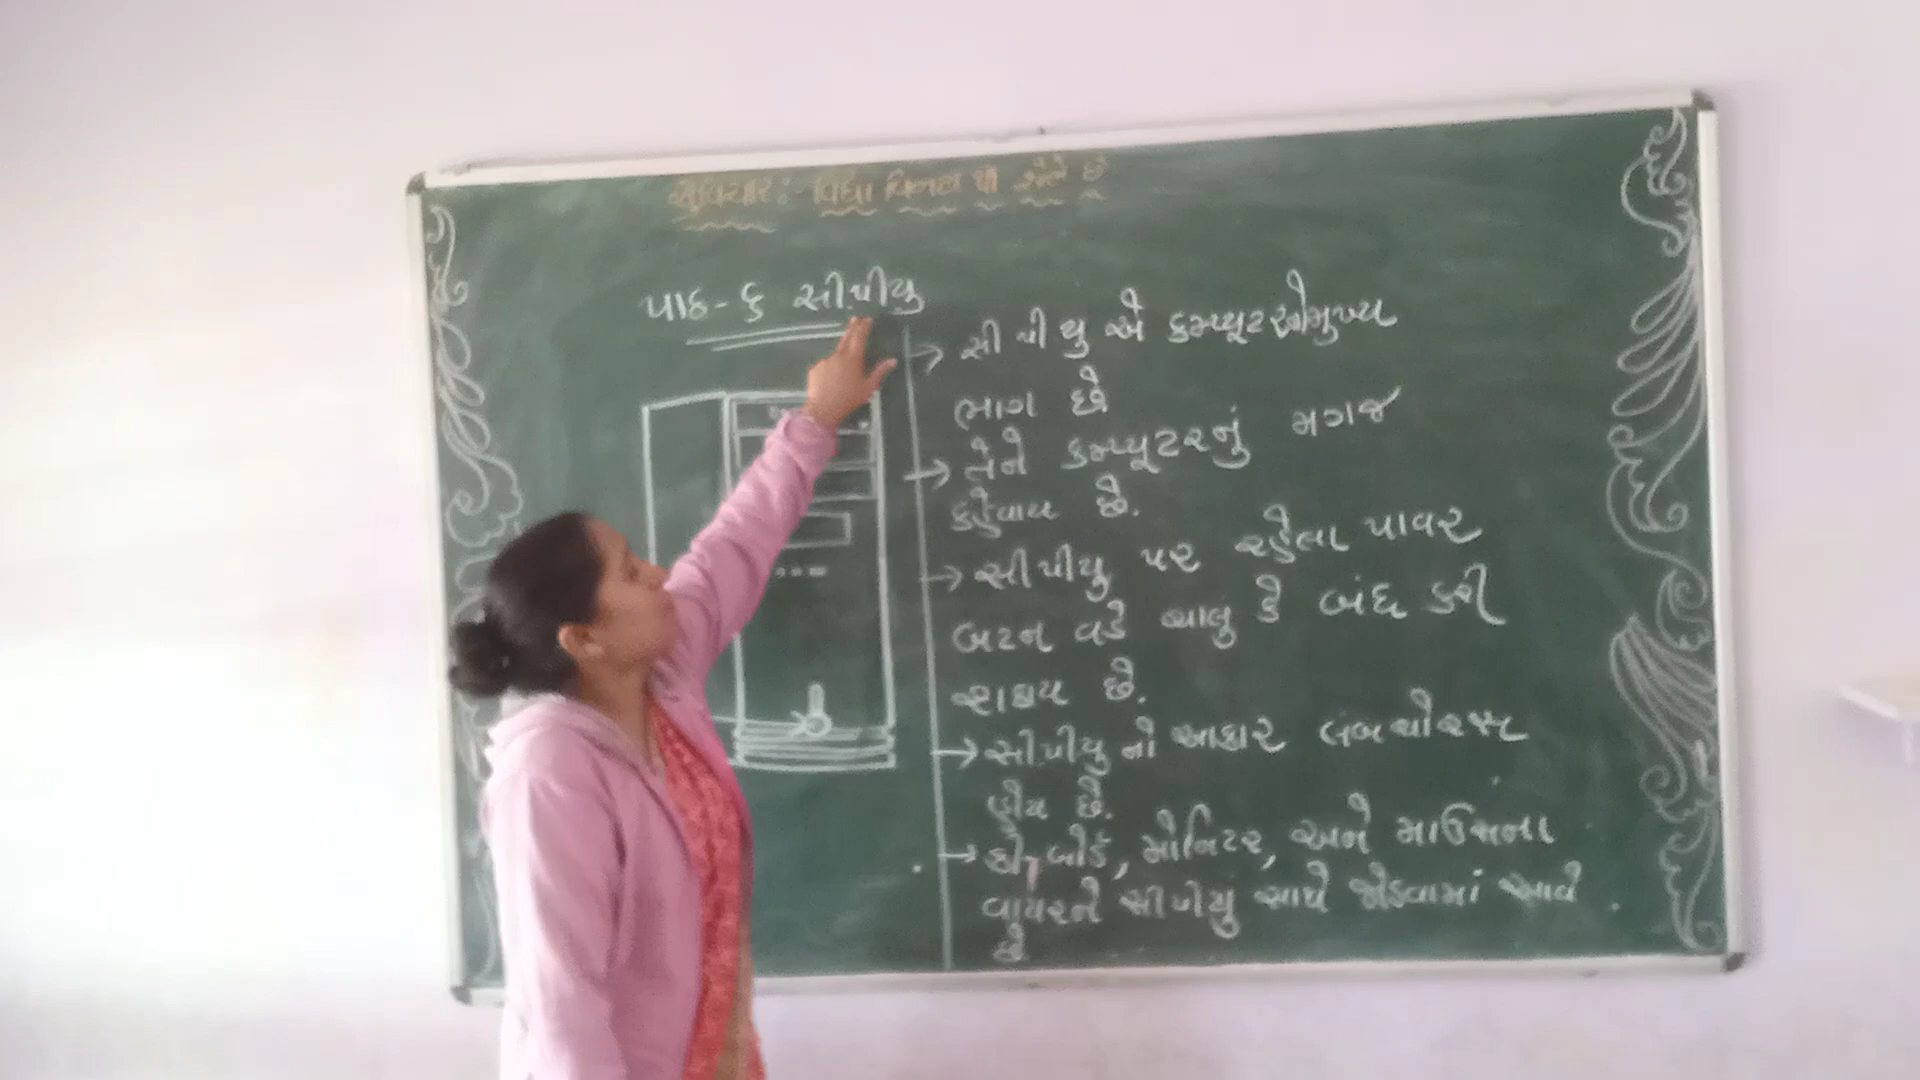 સુવિચાર:- વિદ્યા વિનય થી શોભે છે
પાઠ-૬ સીપીયુ
→ સી પી યુ એ કમ્પ્યૂટરનો મુખ્ય
ભાગ છે
→ તેને કમ્પ્યૂટરનું મગજ
કહેવાય છે.
→ સીપીયુ પર રહેલા પાવર
બટન વડે ચાલુ કે બંધ કરી
શકાય છે.
→ સીપીયુ નો આકાર લંબચોરસ
હોય છે.
→ કી-બોર્ડ, મોનિટર, અને માઉસના
વાયરને સીપીયુ સાથે જોડવામાં આવે
છે